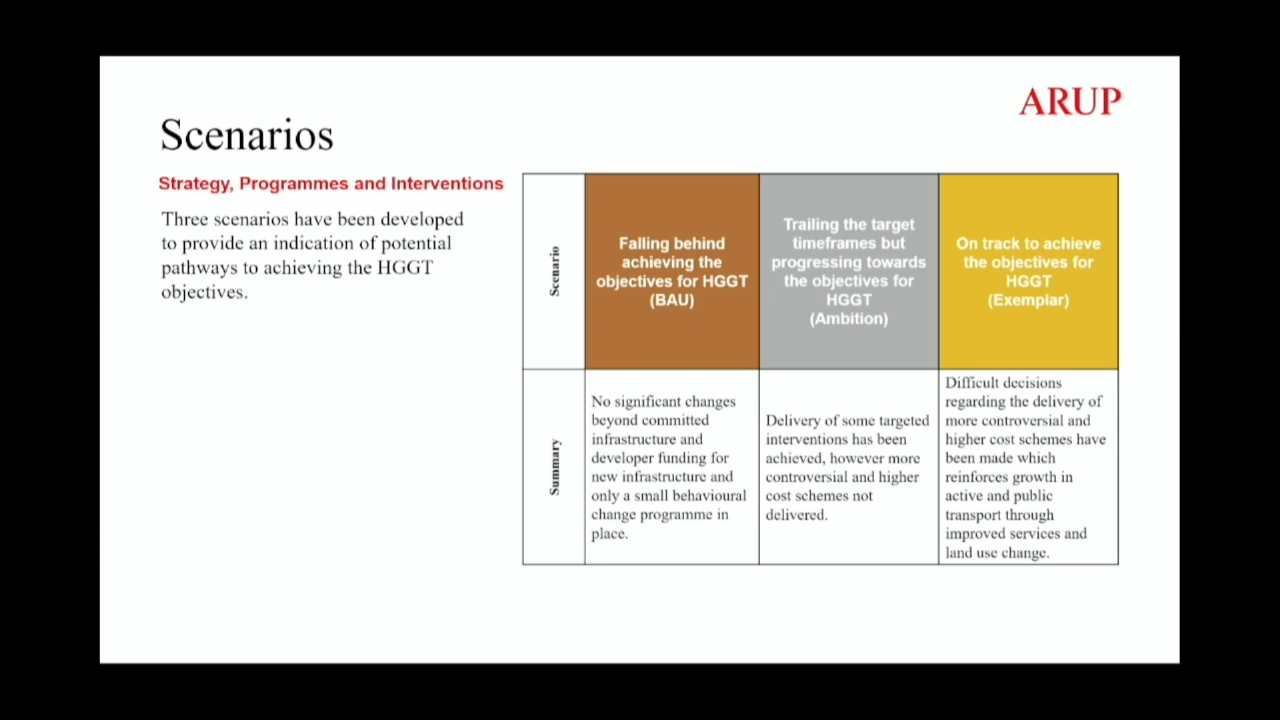 ARUP
Scenarios
Strategy, Programmes and Interventions
Three scenarios have been developed
to provide an indication of potential
pathways to achieving the HGGT
objectives.
Scenario
Falling behind
achieving the
objectives for HGGT
(BAU)
Trailing the target
timeframes but
progressing towards
the objectives for
HGGT
(Ambition)
On track to achieve
the objectives for
HGGT
(Exemplar)
Summary
No significant changes
beyond committed
infrastructure and
developer funding for
new infrastructure and
only a small behavioural
change programme in
place.
Delivery of some targeted
interventions has been
achieved, however more
controversial and higher
cost schemes not
delivered.
Difficult decisions
regarding the delivery of
more controversial and
higher cost schemes have
been made which
reinforces growth in
active and public
transport through
improved services and
land use change.